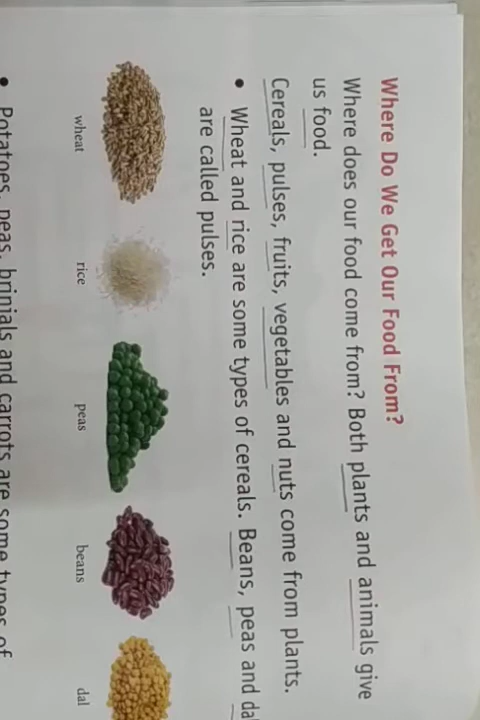 Where Do We Get Our Food From?
Where does our food come from? Both plants and animals give
us food.
Cereals, pulses, fruits, vegetables and nuts come from plants.
• Wheat and rice are some types of cereals. Beans, peas and da
are called pulses.
wheat rice peas beans dal
• Potatoes, peas, brinjals and carrots are some types of